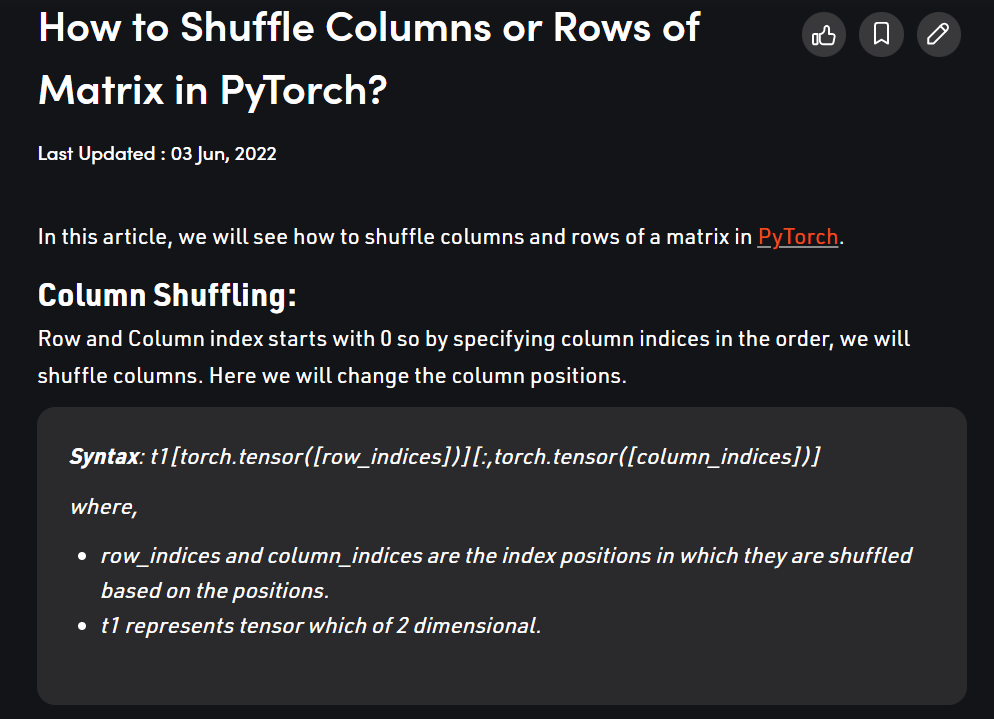 How to Shuffle Columns or Rows of
Matrix in PyTorch?
Last Updated : 03 Jun, 2022
In this article, we will see how to shuffle columns and rows of a matrix in PyTorch.
Column Shuffling:
Row and Column index starts with 0 so by specifying column indices in the order, we will
shuffle columns. Here we will change the column positions.
Syntax: t1[torch.tensor([row_indices])][:,torch.tensor([column_indices])]
where,
• row_indices and column_indices are the index positions in which they are shuffled
based on the positions.
• t1 represents tensor which of 2 dimensional.